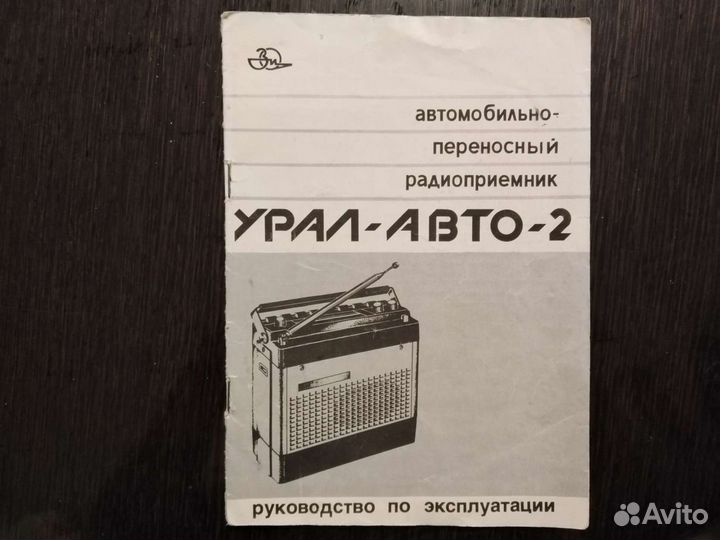 автомобильно-
переносный
радиоприемник
УРАЛ-АВТО-2
руководство по эксплуатации
Avito